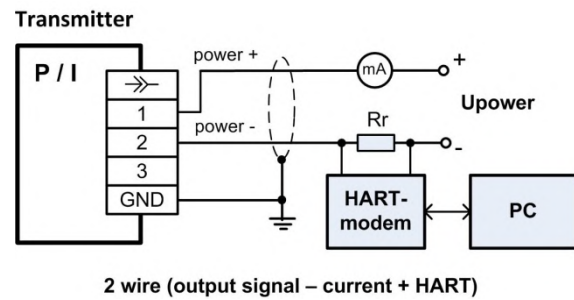 Transmitter
P / I
power +
mA
+
1
Upower
power -
Rr
2
-
3
GND
HART-
modem
PC
2 wire (output signal – current + HART)